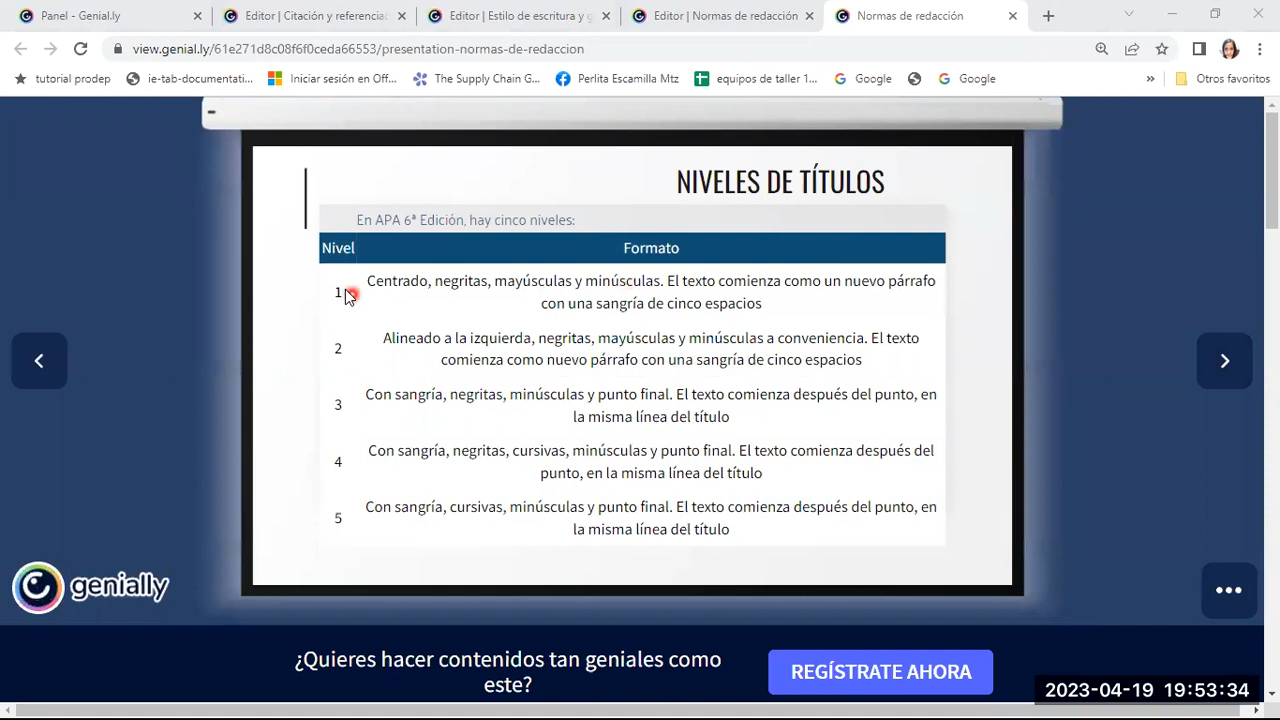 Panel - Genial.ly
Editor | Citación y referencia
Editor | Estilo de escritura y g
Editor | Normas de redacción
Normas de redacción
view.genial.ly/61e271d8c08f6f0ceda66553/presentation-normas-de-redaccion
tutorial prodep
ie-tab-documentati...
Iniciar sesión en Off...
The Supply Chain G...
Perlita Escamilla Mtz
equipos de taller 1...
Google
Google
»
Otros favoritos
NIVELES DE TÍTULOS
En APA 6ª Edición, hay cinco niveles:
Nivel Formato
1 Centrado, negritas, mayúsculas y minúsculas. El texto comienza como un nuevo párrafo
con una sangría de cinco espacios
2 Alineado a la izquierda, negritas, mayúsculas y minúsculas a conveniencia. El texto
comienza como nuevo párrafo con una sangría de cinco espacios
3 Con sangría, negritas, minúsculas y punto final. El texto comienza después del punto, en
la misma línea del título
4 Con sangría, negritas, cursivas, minúsculas y punto final. El texto comienza después del
punto, en la misma línea del título
5 Con sangría, cursivas, minúsculas y punto final. El texto comienza después del punto, en
la misma línea del título
genially
¿Quieres hacer contenidos tan geniales como
este?
REGÍSTRATE AHORA
2023-04-19 19:53:34